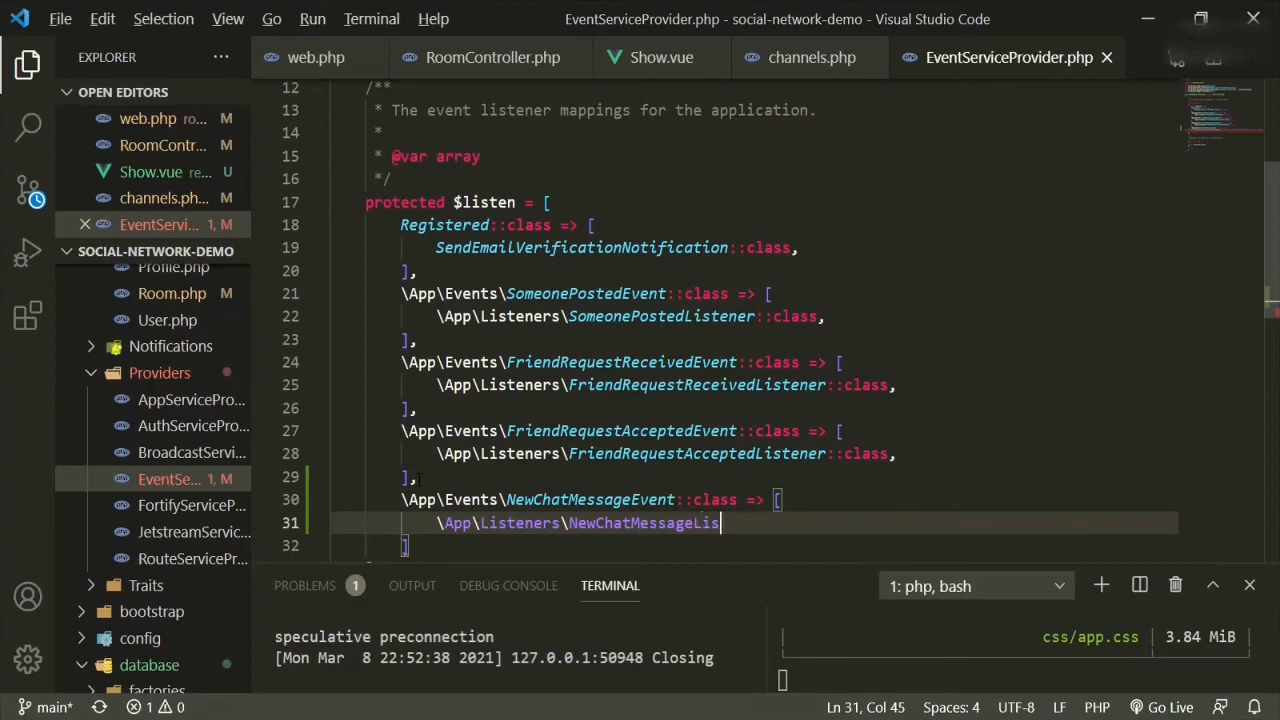 File Edit Selection View Go Run Terminal Help
EventServiceProvider.php - social-network-demo - Visual Studio Code
EXPLORER
web.php
RoomController.php
Show.vue
channels.php
EventServiceProvider.php
OPEN EDITORS
web.php ro... M
RoomContr... M
Show.vue re... U
channels.ph... M
EventServi... 1, M
SOCIAL-NETWORK-DEMO
Profile.php
Room.php M
User.php
Notifications
Providers
AppServicePro...
AuthServicePro...
BroadcastServi...
EventSe... 1, M
FortifyServiceP...
JetstreamServi...
RouteServicePr...
Traits
bootstrap
config
database
factories
12 /**
13 * The event listener mappings for the application.
14 *
15 * @var array
16 */
17 protected $listen = [
18 Registered::class => [
19 SendEmailVerificationNotification::class,
20 ],
21 \App\Events\SomeonePostedEvent::class => [
22 \App\Listeners\SomeonePostedListener::class,
23 ],
24 \App\Events\FriendRequestReceivedEvent::class => [
25 \App\Listeners\FriendRequestReceivedListener::class,
26 ],
27 \App\Events\FriendRequestAcceptedEvent::class => [
28 \App\Listeners\FriendRequestAcceptedListener::class,
29 ],
30 \App\Events\NewChatMessageEvent::class => [
31 \App\Listeners\NewChatMessageLis
32 ]
PROBLEMS 1 OUTPUT DEBUG CONSOLE TERMINAL
1: php, bash
speculative preconnection
[Mon Mar  8 22:52:38 2021] 127.0.0.1:50948 Closing
css/app.css | 3.84 MiB
main* 1 0
Ln 31, Col 45 Spaces: 4 UTF-8 LF PHP Go Live